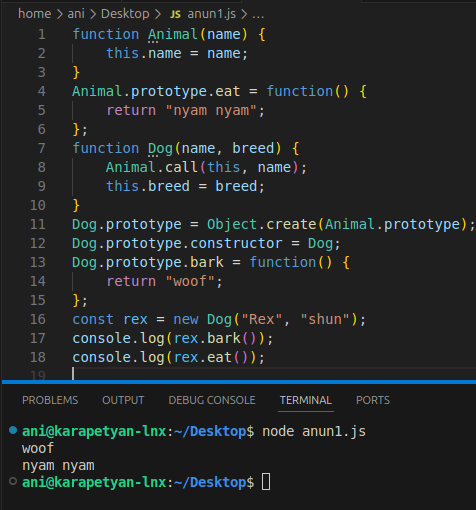 home > ani > Desktop > JS anun1.js > ...
1 function Animal(name) {
2     this.name = name;
3 }
4 Animal.prototype.eat = function() {
5     return "nyam nyam";
6 };
7 function Dog(name, breed) {
8     Animal.call(this, name);
9     this.breed = breed;
10 }
11 Dog.prototype = Object.create(Animal.prototype);
12 Dog.prototype.constructor = Dog;
13 Dog.prototype.bark = function() {
14     return "woof";
15 };
16 const rex = new Dog("Rex", "shun");
17 console.log(rex.bark());
18 console.log(rex.eat());
19
PROBLEMS OUTPUT DEBUG CONSOLE TERMINAL PORTS
ani@karapetyan-lnx:~/Desktop$ node anun1.js
woof
nyam nyam
ani@karapetyan-lnx:~/Desktop$